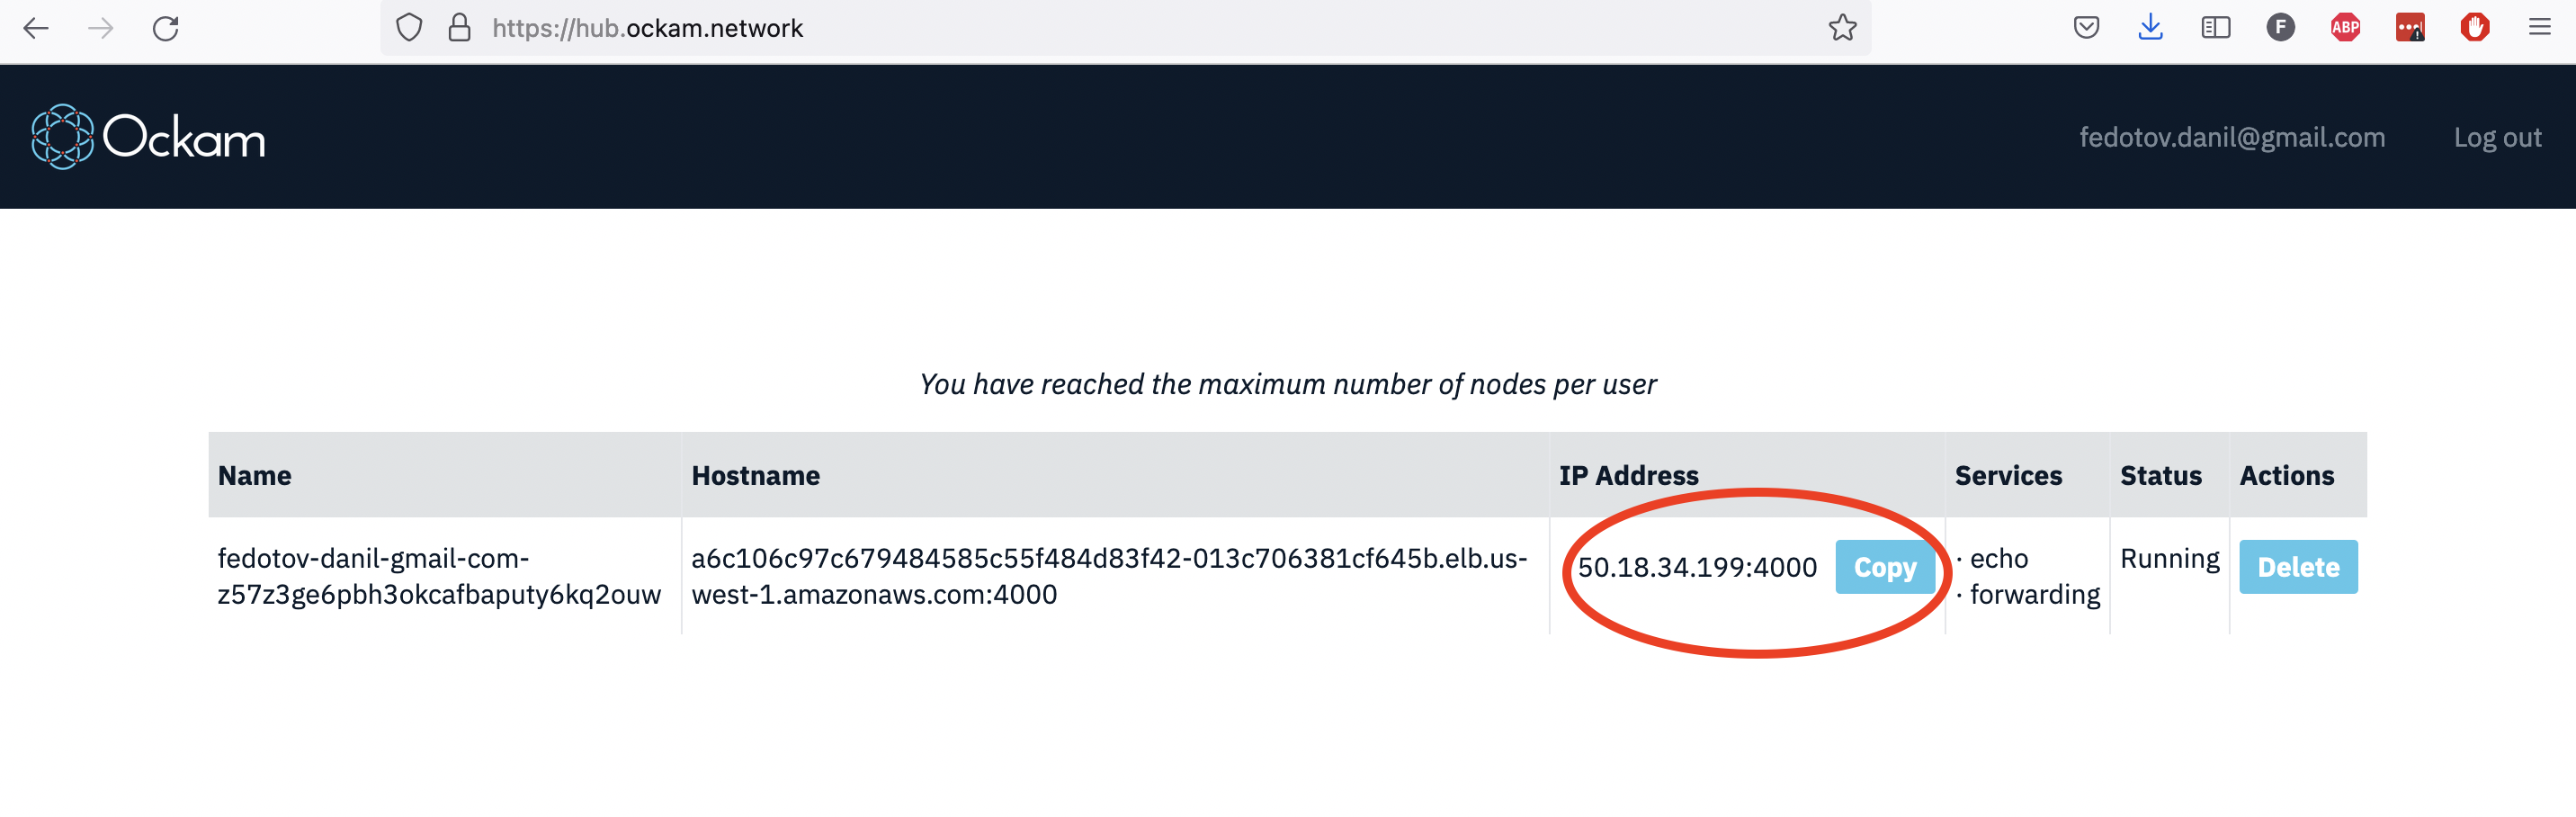 https://hub.ockam.network
F
ABP
Ockam
fedotov.danil@gmail.com
Log out
You have reached the maximum number of nodes per user
Name Hostname IP Address Services Status Actions
fedotov-danil-gmail-com-
z57z3ge6pbh3okcafbaputy6kq2ouw
a6c106c97c679484585c55f484d83f42-013c706381cf645b.elb.us-
west-1.amazonaws.com:4000
50.18.34.199:4000 Copy
· echo
· forwarding
Running
Delete